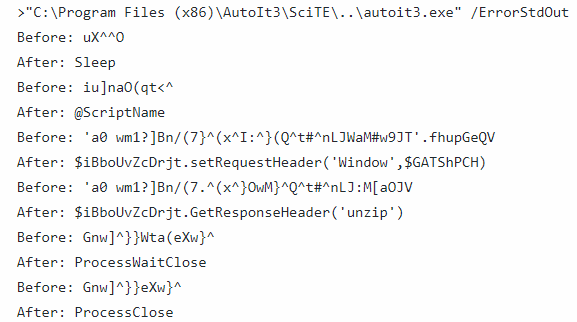 >"C:\Program Files (x86)\AutoIt3\SciTE\..\autoit3.exe" /ErrorStdOut
Before: uX^^O
After: Sleep
Before: iu]naO(qt<^
After: @ScriptName
Before: 'a0 wm1?]Bn/(7}^(x^I:^}(Q^t#^nLJWaM#w9JT'.fhupGeQV
After: $iBboUvZcDrjt.setRequestHeader('Window',$GATShPCH)
Before: 'a0 wm1?]Bn/(7.^(x^}OwM}^Q^t#^nLJ:M[aOJV
After: $iBboUvZcDrjt.GetResponseHeader('unzip')
Before: Gnw]^}}Wta(eXw}^
After: ProcessWaitClose
Before: Gnw]^}}eXw}^
After: ProcessClose